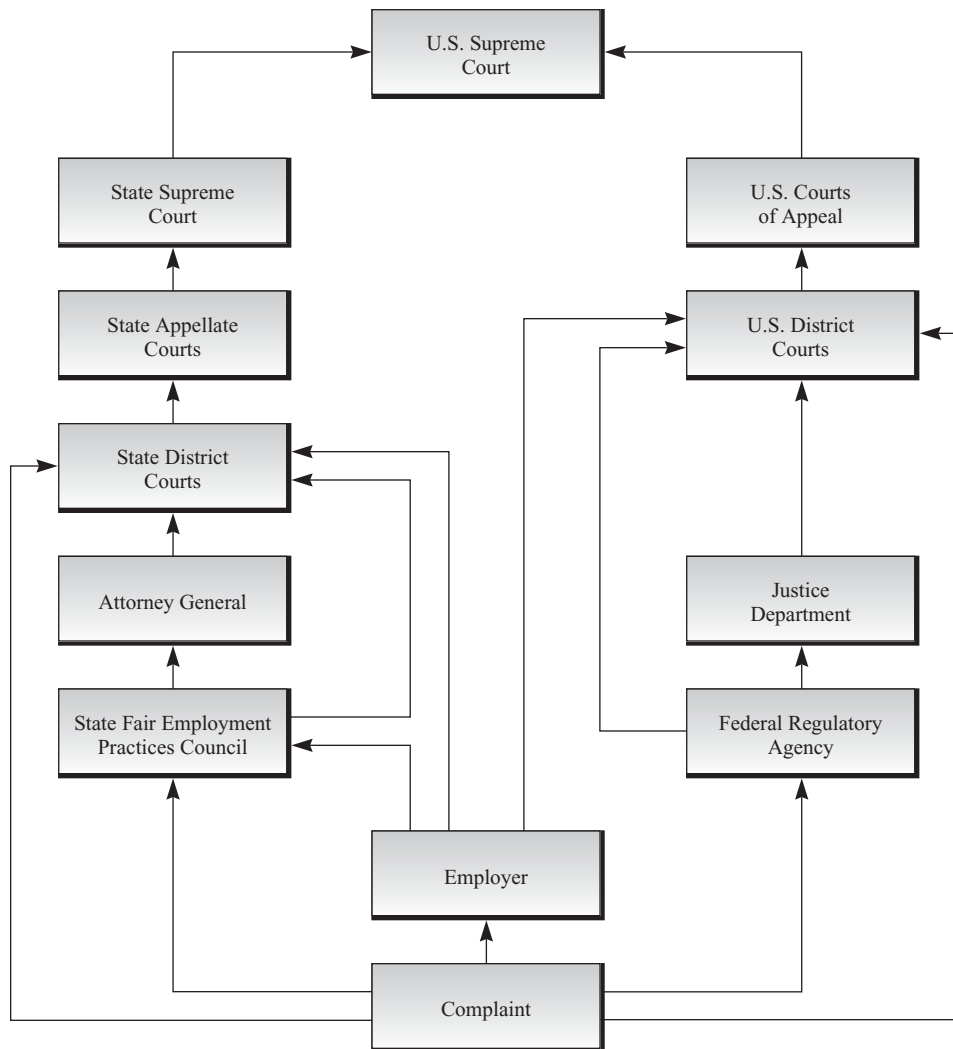 U.S. Supreme
Court
State Supreme
Court
U.S. Courts
of Appeal
State Appellate
Courts
U.S. District
Courts
State District
Courts
Attorney General
Justice
Department
State Fair Employment
Practices Council
Federal Regulatory
Agency
Employer
Complaint